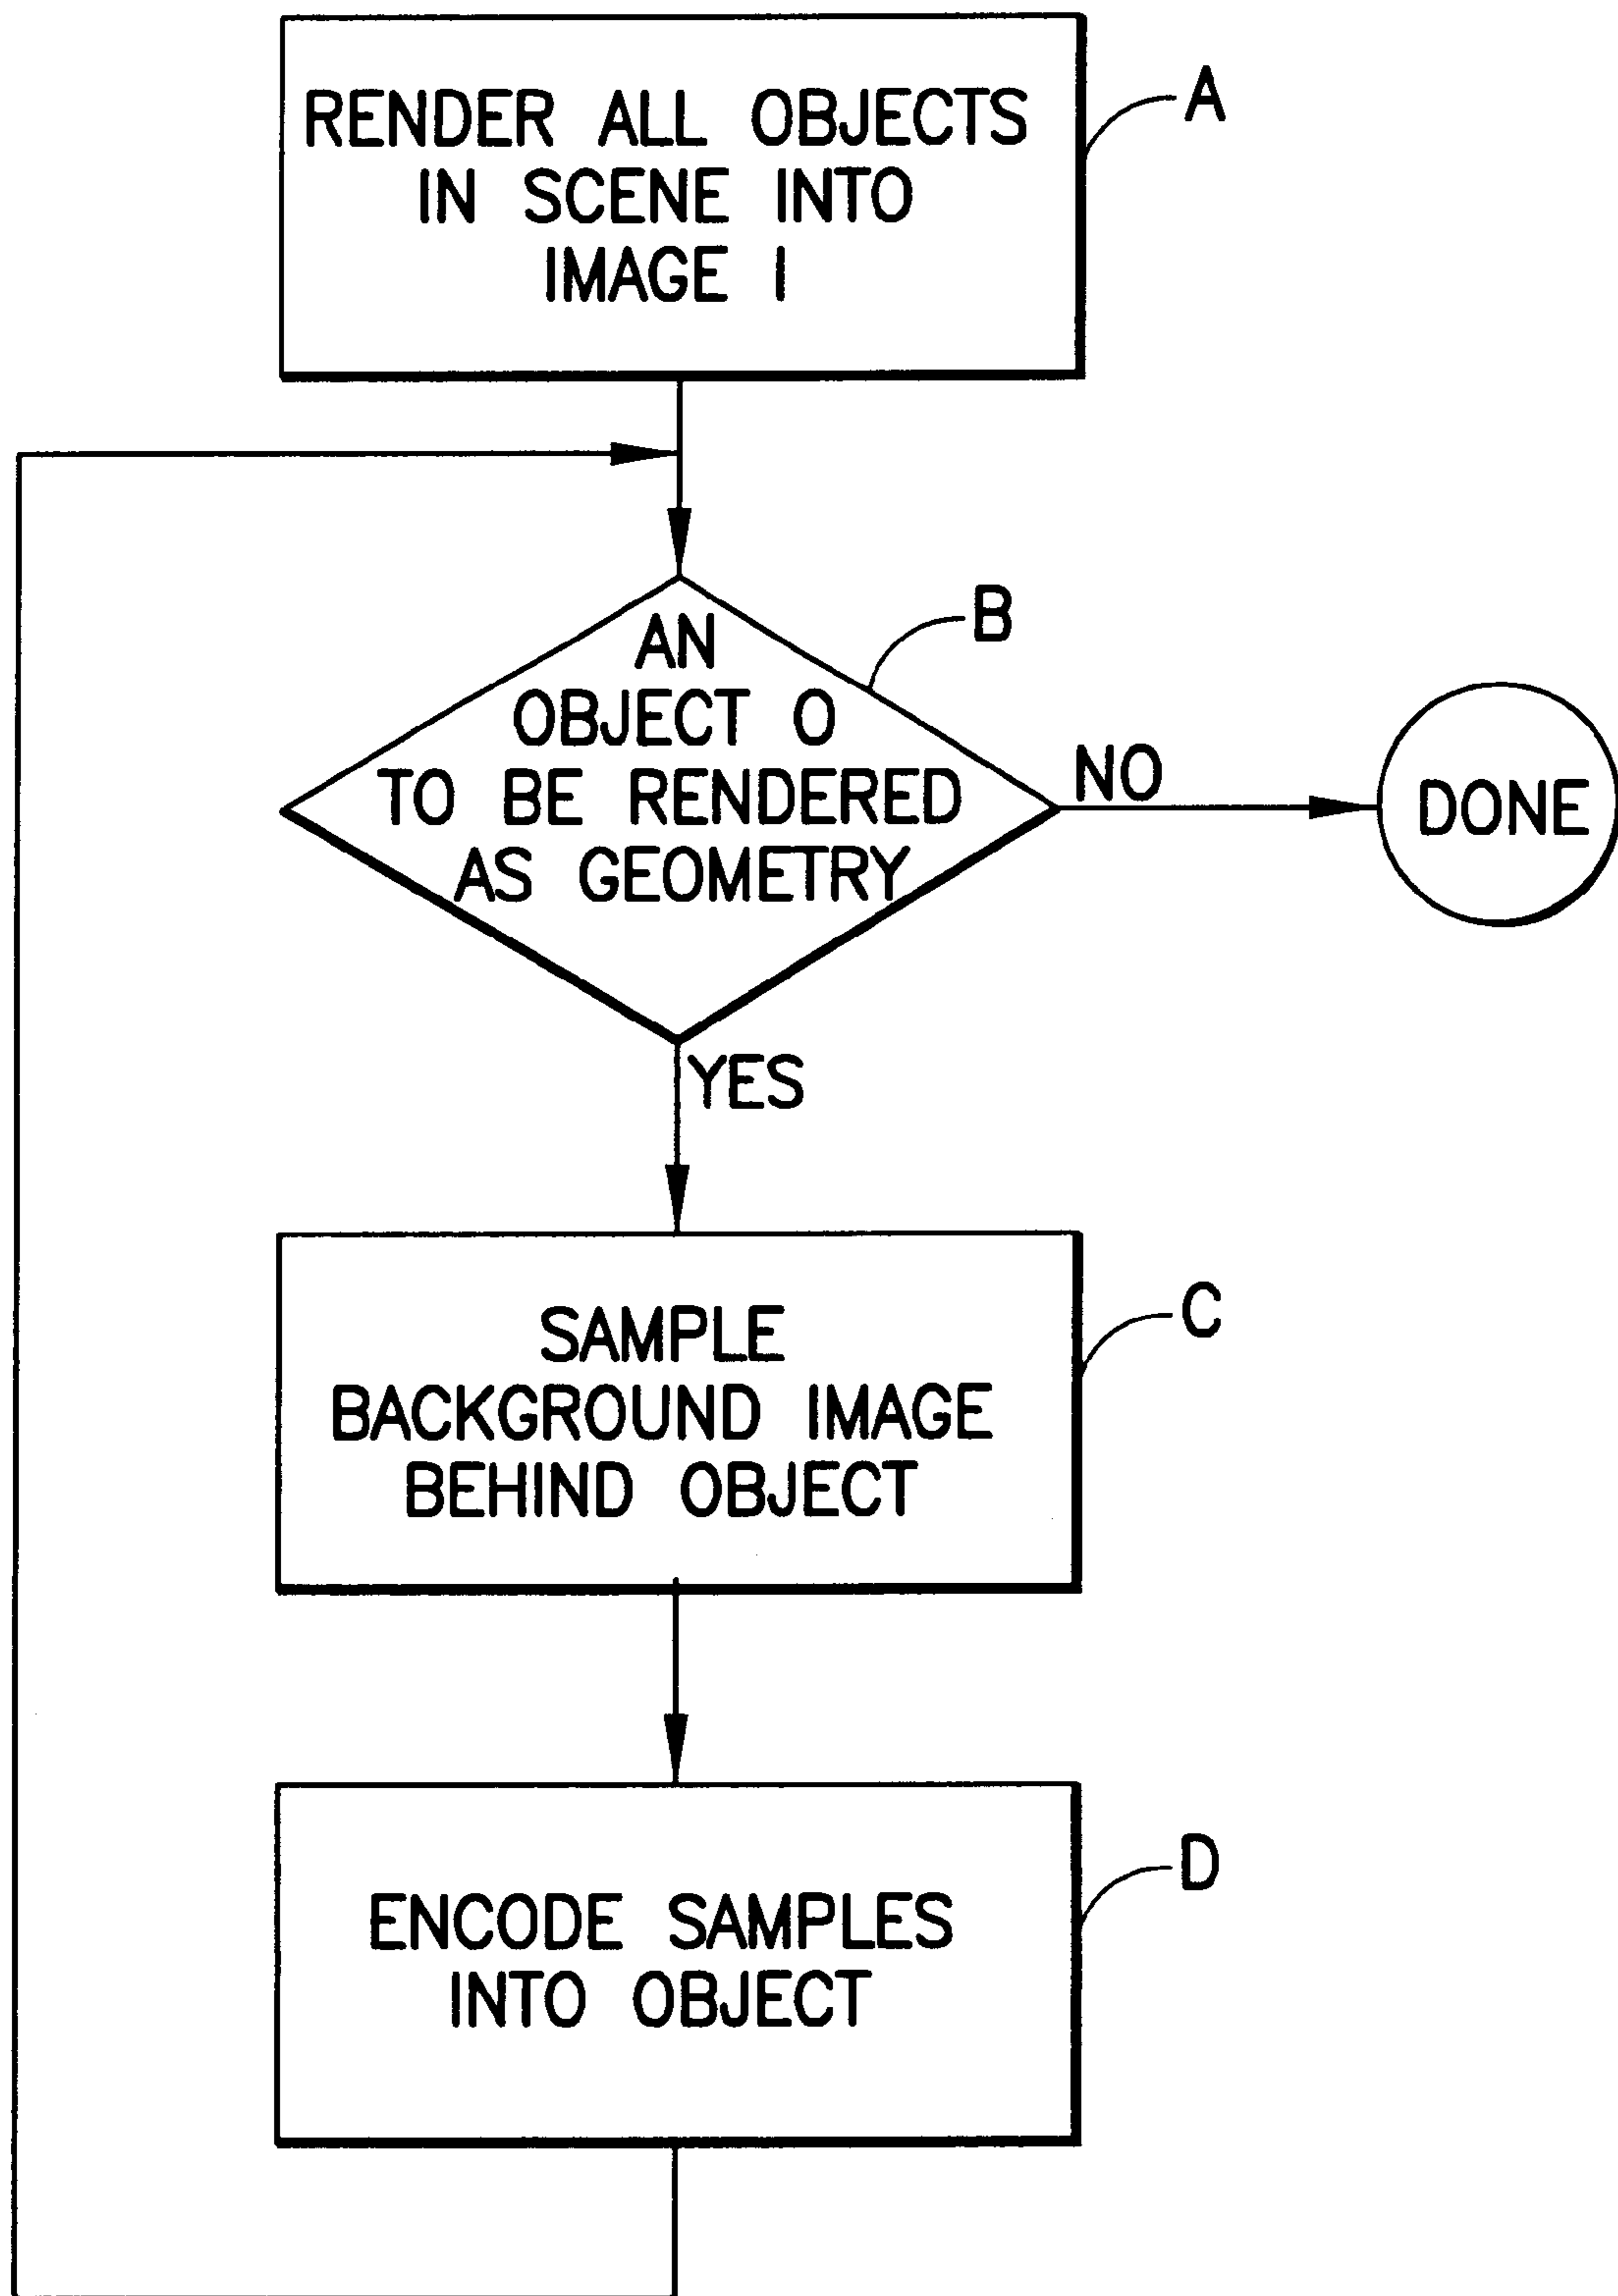 RENDER ALL OBJECTS
IN SCENE INTO
IMAGE I
A
AN
OBJECT O
TO BE RENDERED
AS GEOMETRY
B
NO
DONE
YES
SAMPLE
BACKGROUND IMAGE
BEHIND OBJECT
C
ENCODE SAMPLES
INTO OBJECT
D